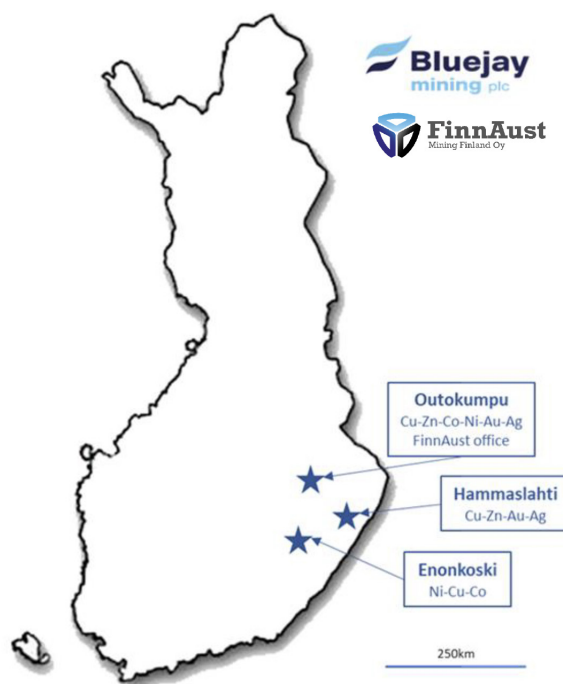 Bluejay
mining plc
FinnAust
Mining Finland Oy
Outokumpu
Cu-Zn-Co-Ni-Au-Ag
FinnAust office
Hammaslahti
Cu-Zn-Au-Ag
Enonkoski
Ni-Cu-Co
250km